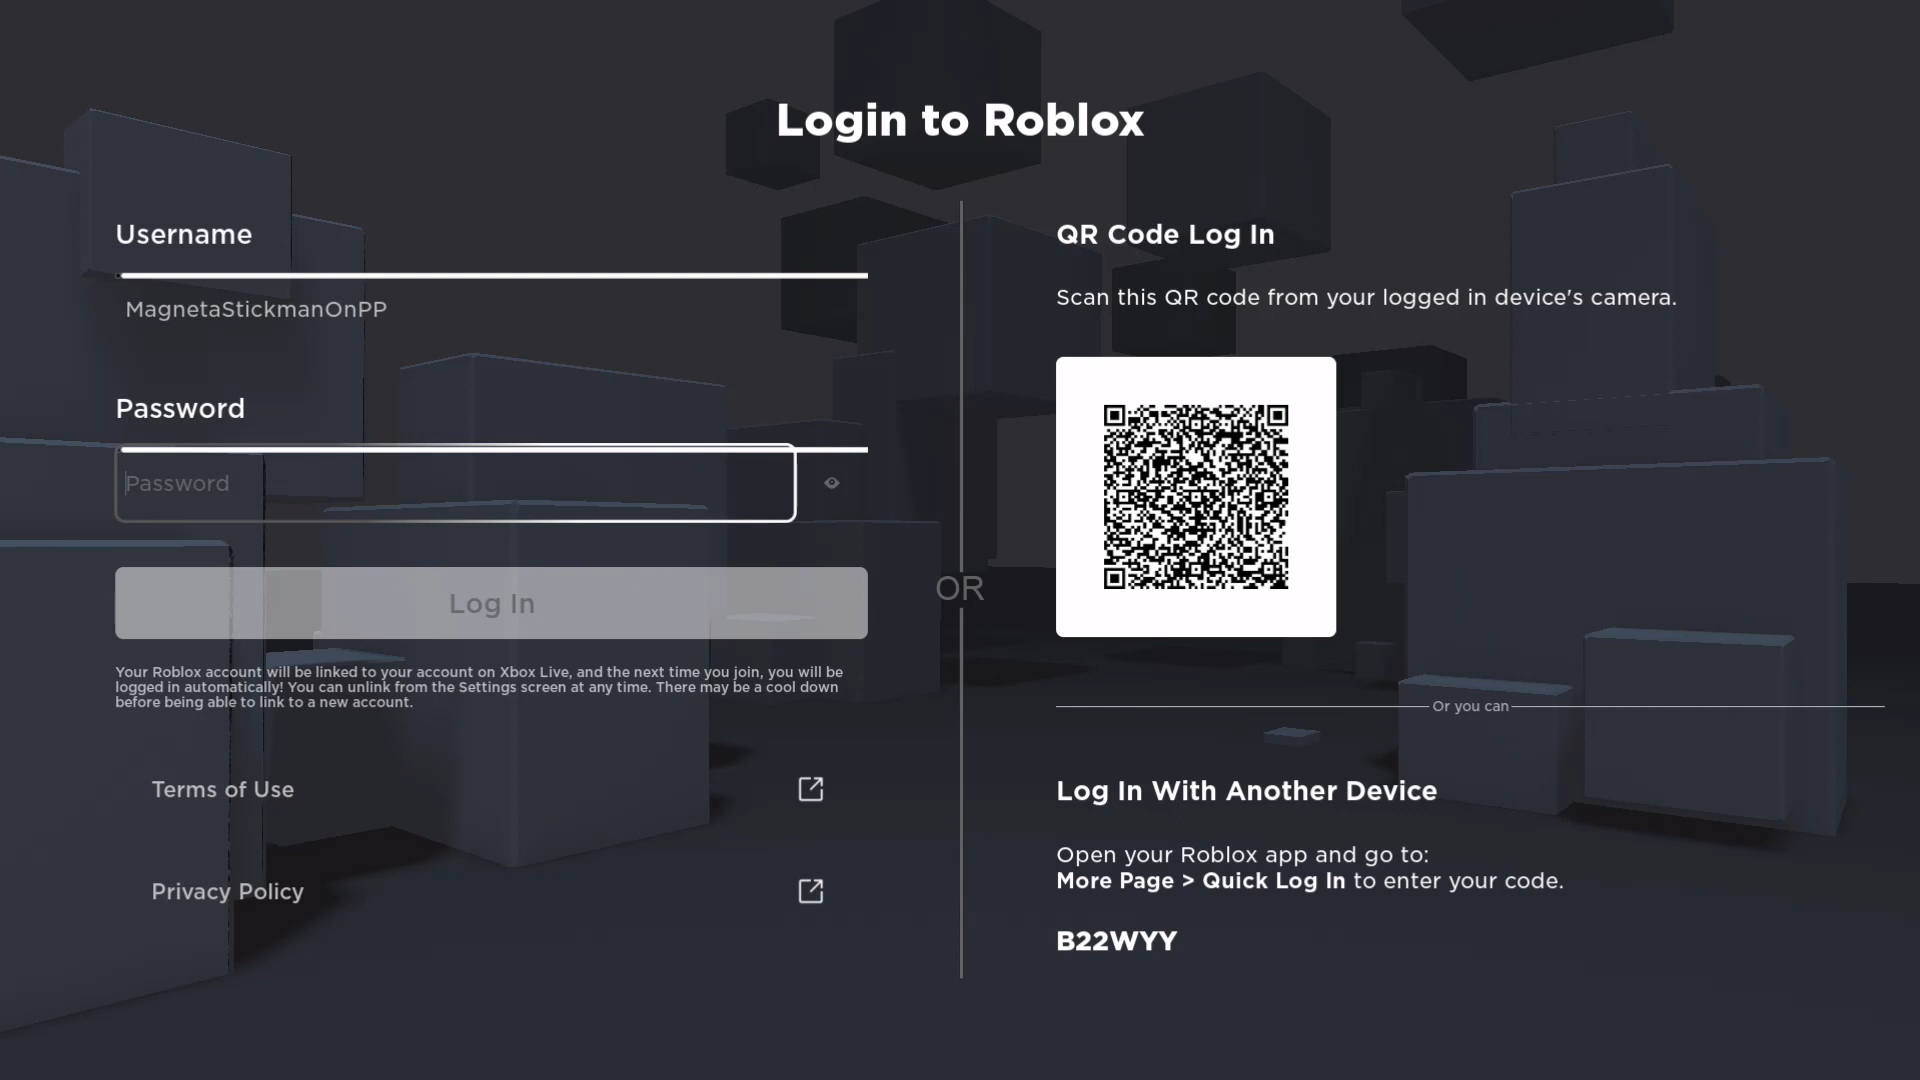 Login to Roblox
Username
MagnetaStickmanOnPP
Password
Password
Log In
Your Roblox account will be linked to your account on Xbox Live, and the next time you join, you will be
logged in automatically! You can unlink from the Settings screen at any time. There may be a cool down
before being able to link to a new account.
Terms of Use
Privacy Policy
OR
QR Code Log In
Scan this QR code from your logged in device's camera.
Or you can
Log In With Another Device
Open your Roblox app and go to:
More Page > Quick Log In to enter your code.
B22WYY